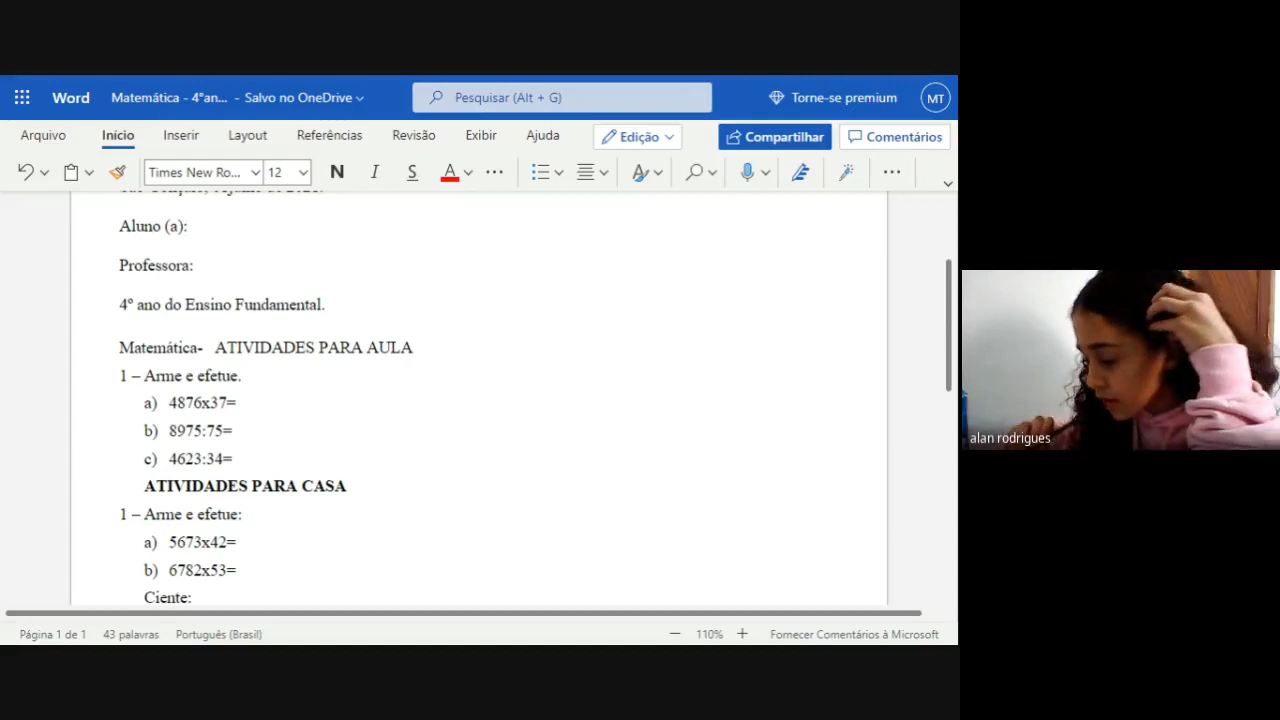 Word Matemática - 4°an... - Salvo no OneDrive Pesquisar (Alt + G) Torne-se premium MT
Arquivo Início Inserir Layout Referências Revisão Exibir Ajuda Edição Compartilhar Comentários
Times New Ro... 12 N I S A
Aluno (a):
Professora:
4º ano do Ensino Fundamental.
Matemática- ATIVIDADES PARA AULA
1 – Arme e efetue.
a) 4876x37=
b) 8975:75=
c) 4623:34=
ATIVIDADES PARA CASA
1 – Arme e efetue:
a) 5673x42=
b) 6782x53=
Ciente:
Página 1 de 1 43 palavras Português (Brasil) 110% Fornecer Comentários à Microsoft
alan rodrigues